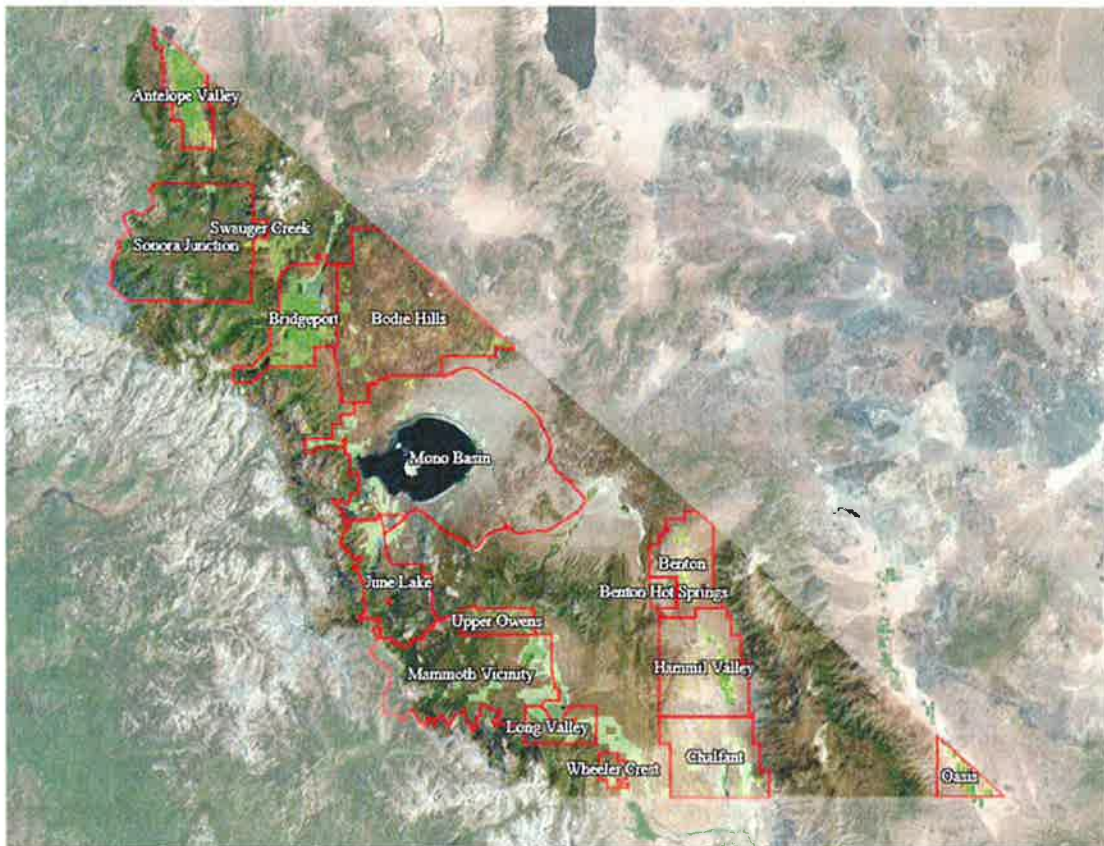 Antelope Valley
Swauger Creek
Sonora Junction
Bridgeport
Bodie Hills
Mono Basin
Benton
June Lake
Benton Hot Springs
Upper Owens
Mammoth Vicinity
Hammil Valley
Long Valley
Chalfant
Wheeler Crest
Oasis